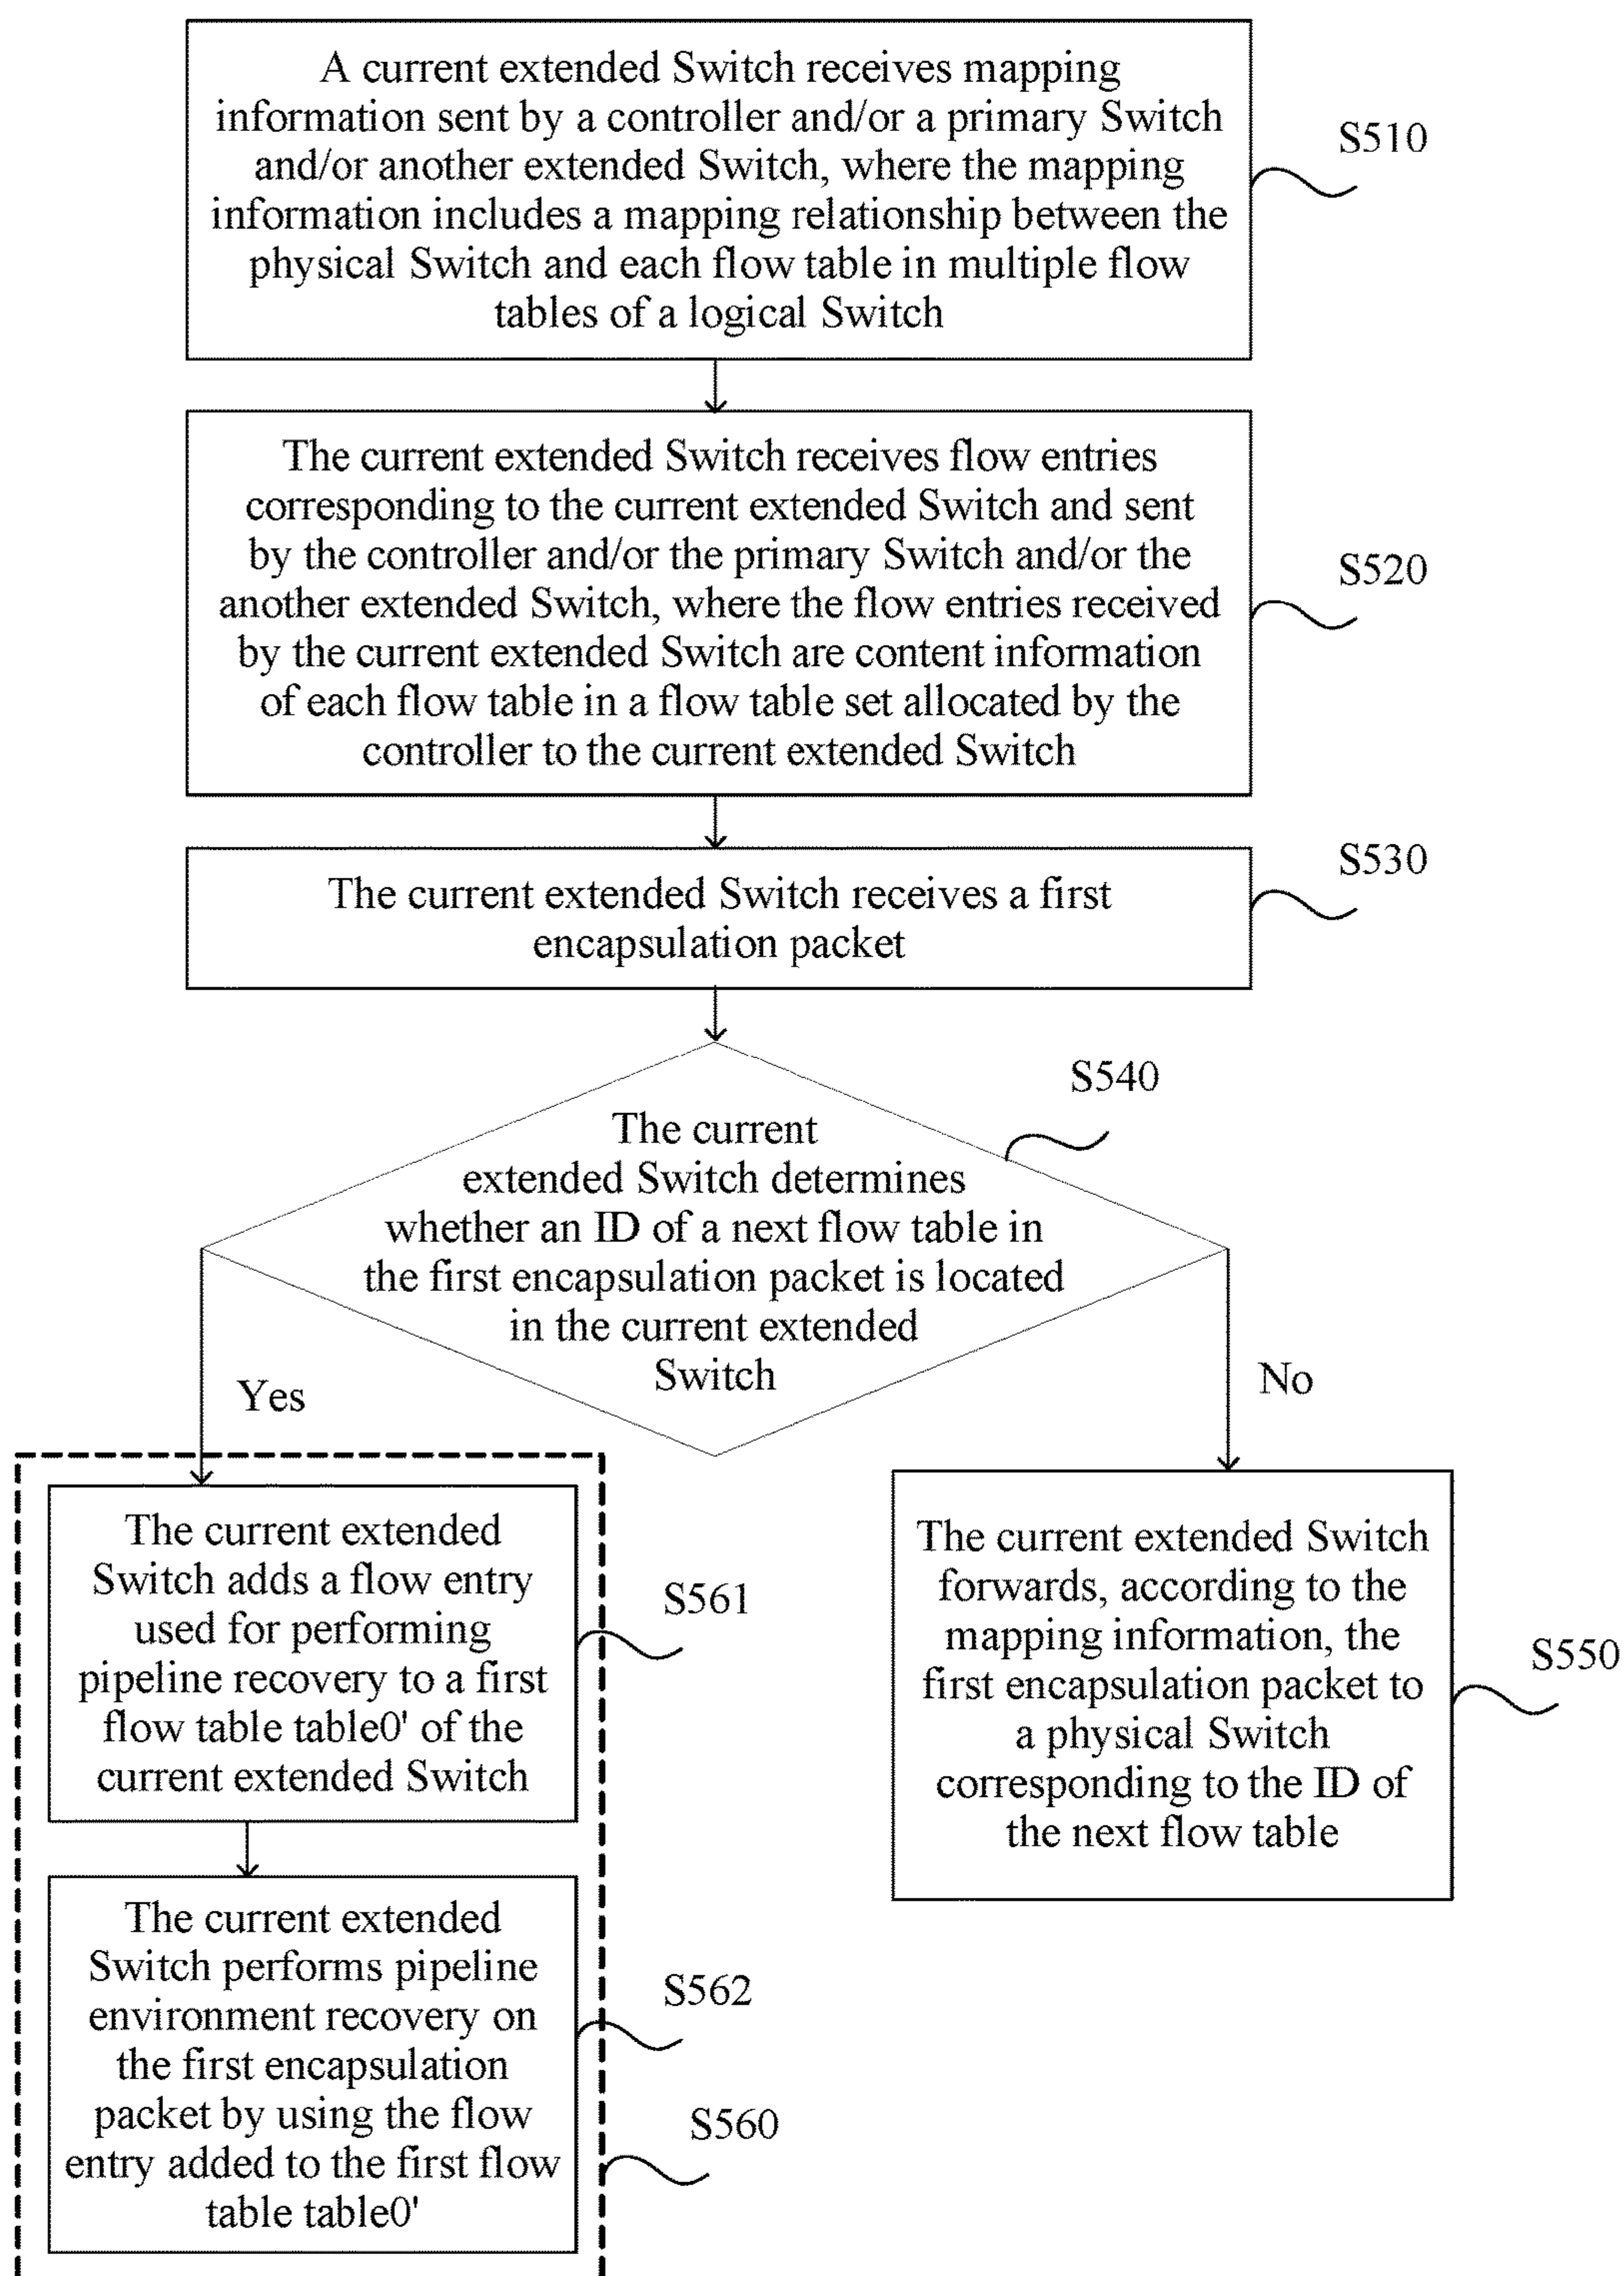 A current extended Switch receives mapping
information sent by a controller and/or a primary Switch
and/or another extended Switch, where the mapping
information includes a mapping relationship between the
physical Switch and each flow table in multiple flow
tables of a logical Switch
S510
The current extended Switch receives flow entries
corresponding to the current extended Switch and sent
by the controller and/or the primary Switch and/or the
another extended Switch, where the flow entries received
by the current extended Switch are content information
of each flow table in a flow table set allocated by the
controller to the current extended Switch
S520
The current extended Switch receives a first
encapsulation packet
S530
The current
extended Switch determines
whether an ID of a next flow table in
the first encapsulation packet is located
in the current extended
Switch
S540
Yes
No
The current extended
Switch adds a flow entry
used for performing
pipeline recovery to a first
flow table table0' of the
current extended Switch
S561
The current extended Switch
forwards, according to the
mapping information, the
first encapsulation packet to
a physical Switch
corresponding to the ID of
the next flow table
S550
The current extended
Switch performs pipeline
environment recovery on
the first encapsulation
packet by using the flow
entry added to the first flow
table table0'
S562
S560